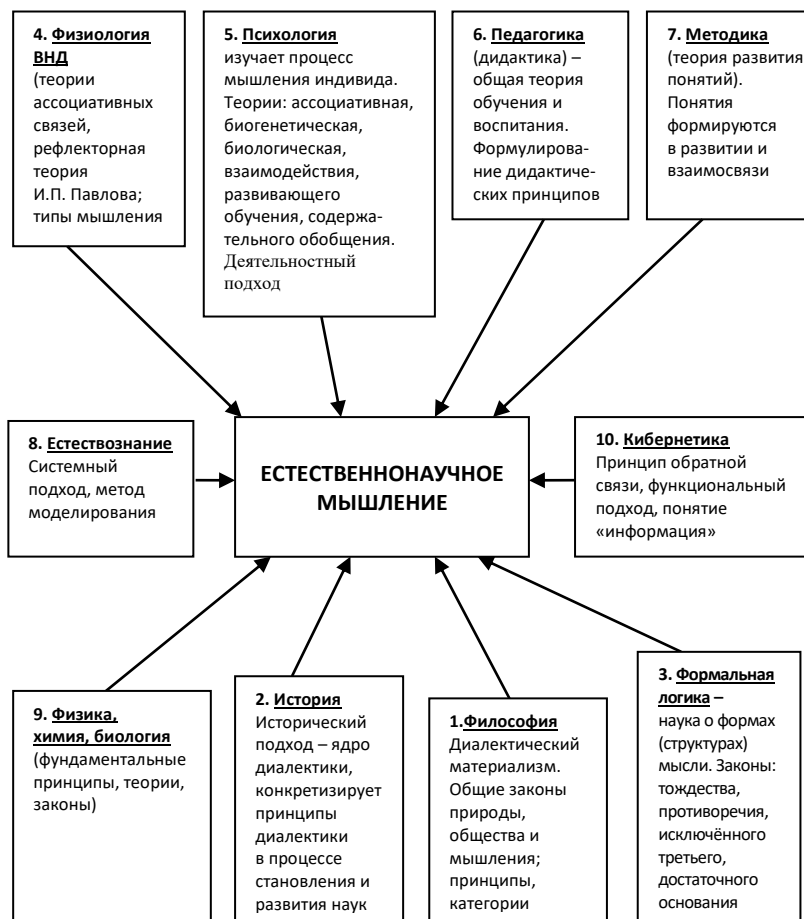 4. Физиология
ВНД
(теории
ассоциативных
связей,
рефлекторная
теория
И.П. Павлова;
типы мышления
5. Психология
изучает процесс
мышления индивида.
Теории: ассоциативная,
биогенетическая,
биологическая,
взаимодействия,
развивающего
обучения, содержа-
тельного обобщения.
Деятельностный
подход
6. Педагогика
(дидактика) –
общая теория
обучения и
воспитания.
Формулирова-
ние дидактиче-
ских принципов
7. Методика
(теория развития
понятий).
Понятия
формируются
в развитии и
взаимосвязи
8. Естествознание
Системный
подход, метод
моделирования
ЕСТЕСТВЕННОНАУЧНОЕ
МЫШЛЕНИЕ
10. Кибернетика
Принцип обратной
связи, функциональный
подход, понятие
«информация»
9. Физика,
химия, биология
(фундаментальные
принципы, теории,
законы)
2. История
Исторический
подход – ядро
диалектики,
конкретизирует
принципы
диалектики
в процессе
становления и
развития наук
1.Философия
Диалектический
материализм.
Общие законы
природы,
общества и
мышления;
принципы,
категории
3. Формальная
логика –
наука о формах
(структурах)
мысли. Законы:
тождества,
противоречия,
исключённого
третьего,
достаточного
основания